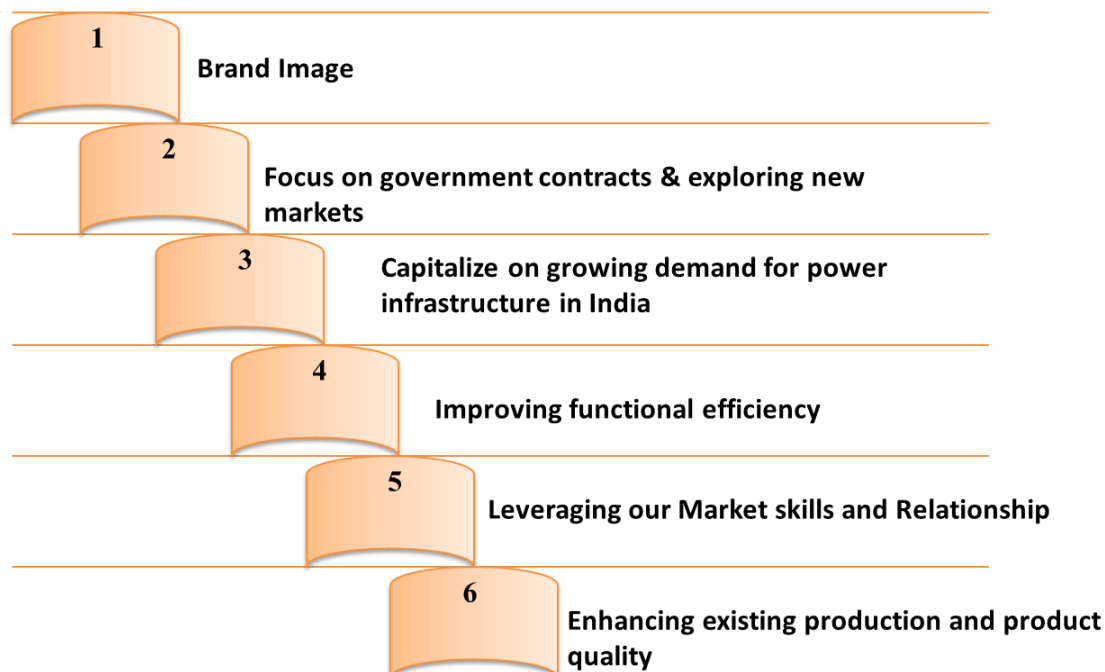 1
Brand Image
2
Focus on government contracts & exploring new
markets
3
Capitalize on growing demand for power
infrastructure in India
4
Improving functional efficiency
5
Leveraging our Market skills and Relationship
6
Enhancing existing production and product
quality